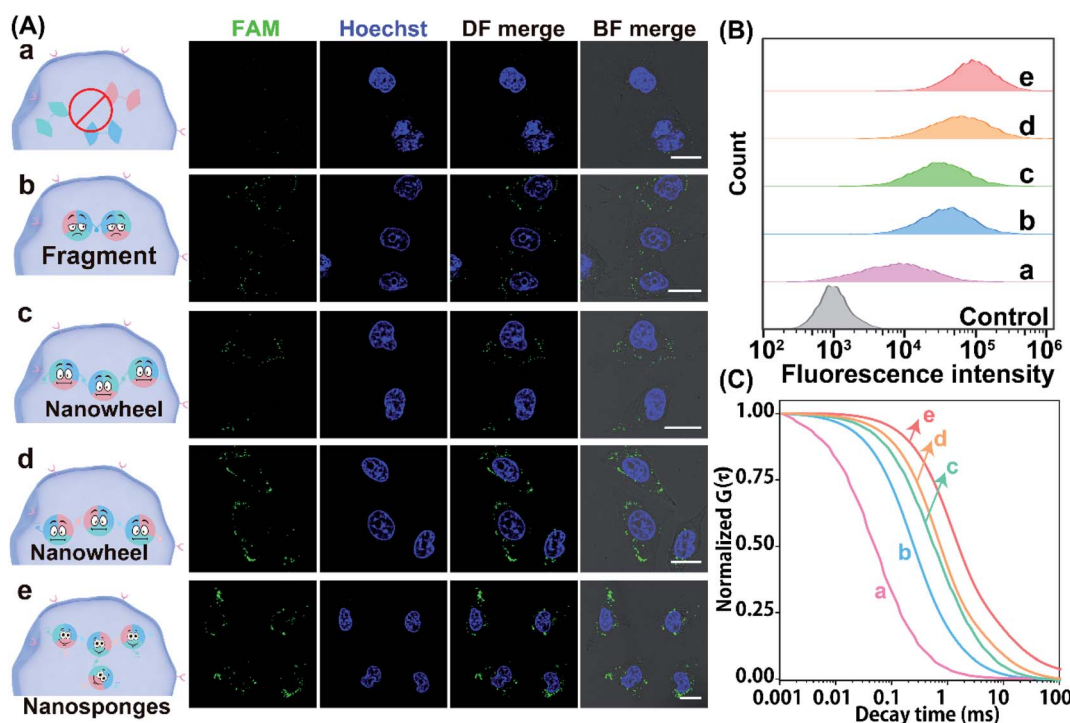 (A)
FAM Hoechst DF merge BF merge
a
b
Fragment
c
Nanowheel
d
Nanowheel
e
Nanosponges
(B)
Count
e
d
c
b
a
Control
10² 10³ 10⁴ 10⁵ 10⁶
Fluorescence intensity
(C)
Normalized G(τ)
1.00
0.75
0.50
0.25
0.00
e
d
c
b
a
0.001 0.01 0.1 1 10 100
Decay time (ms)